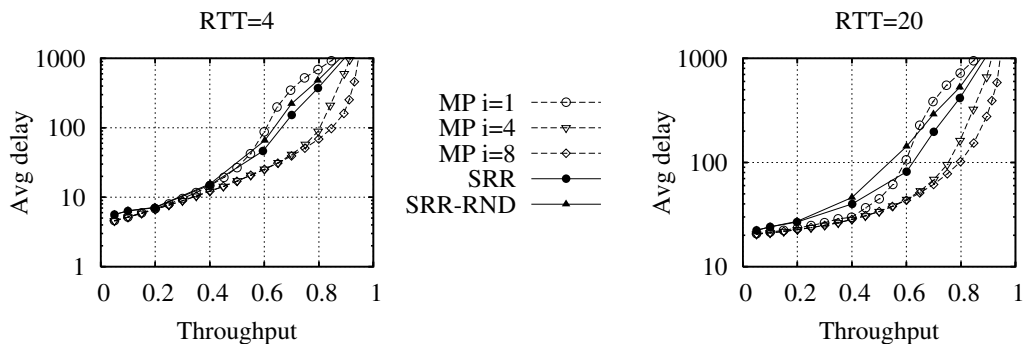 RTT=4
Avg delay
1000
100
10
1
0 0.2 0.4 0.6 0.8 1
Throughput
MP i=1
MP i=4
MP i=8
SRR
SRR-RND
RTT=20
Avg delay
1000
100
10
0 0.2 0.4 0.6 0.8 1
Throughput